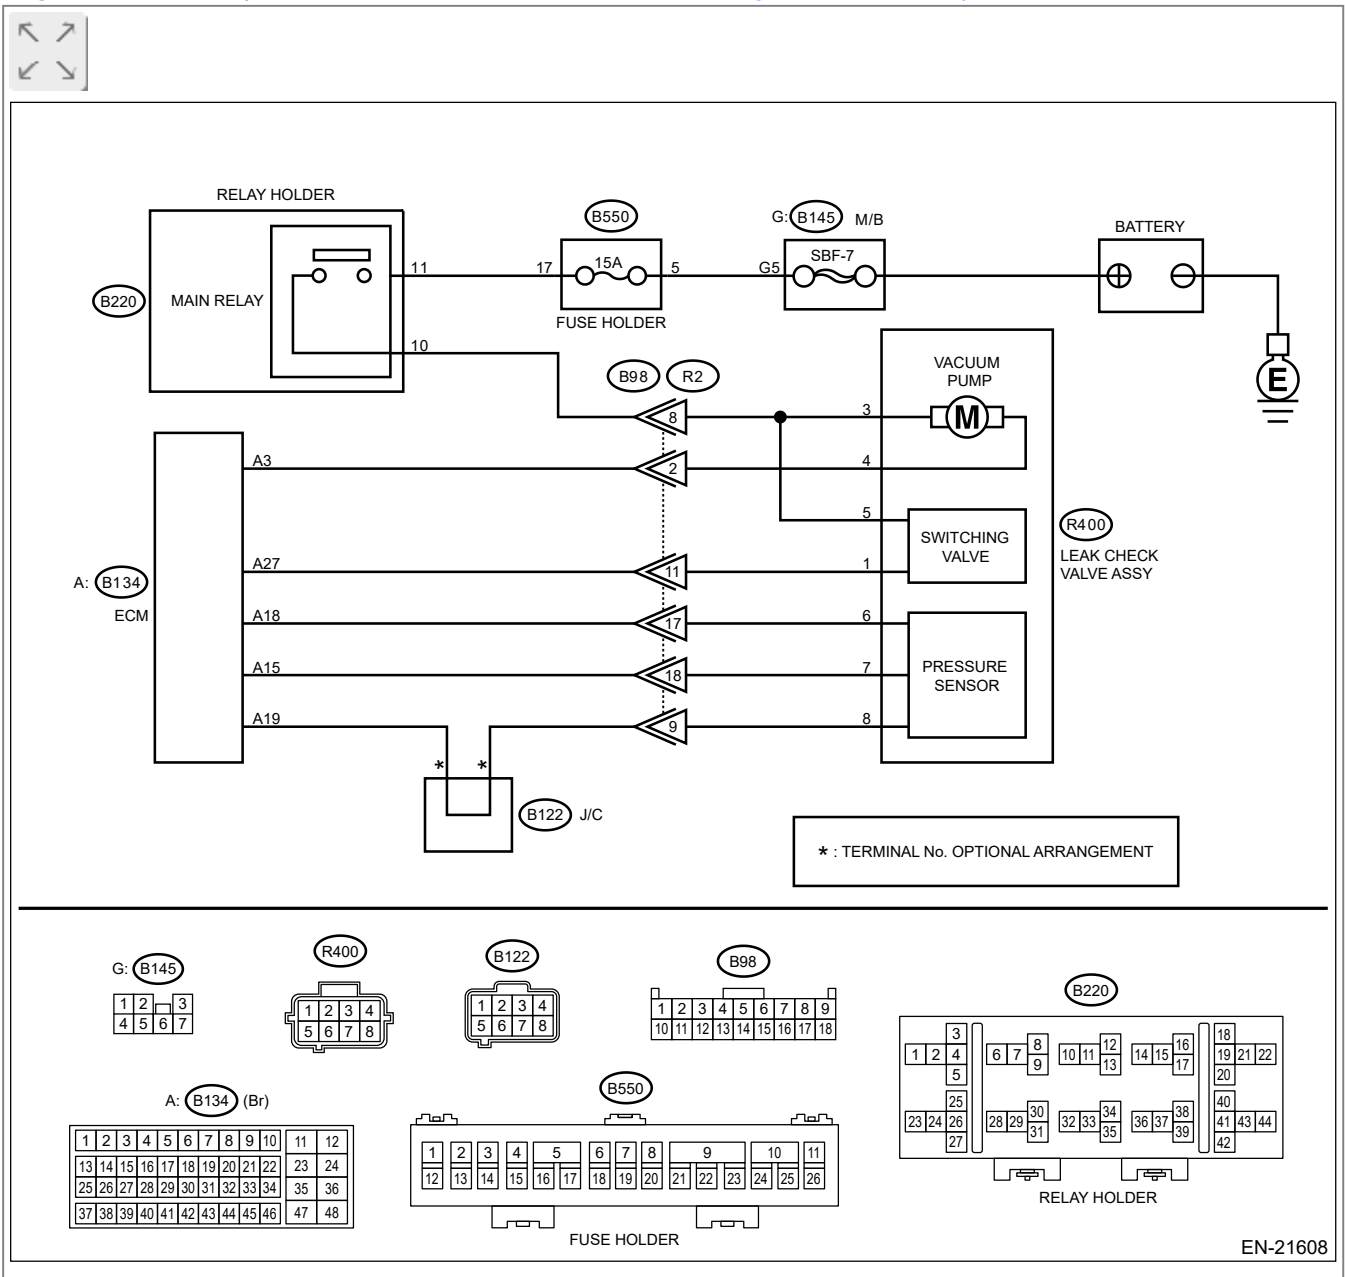 RELAY HOLDER
B550
G: B145 M/B
BATTERY
11
17
15A
5
G5
SBF-7
B220
MAIN RELAY
FUSE HOLDER
10
VACUUM
PUMP
B98
R2
E
8
3
M
A3
2
4
5
SWITCHING
VALVE
R400
LEAK CHECK
VALVE ASSY
A27
11
1
A: B134
ECM
A18
17
6
A15
18
7
PRESSURE
SENSOR
A19
9
8
* *
B122 J/C
* : TERMINAL No. OPTIONAL ARRANGEMENT
G: B145
1 2 3
4 5 6 7
R400
1 2 3 4
5 6 7 8
B122
1 2 3 4
5 6 7 8
B98
1 2 3 4 5 6 7 8 9
10 11 12 13 14 15 16 17 18
B220
3 8 12 16 18
1 2 4 6 7 9 10 11 13 14 15 17 19 21 22
5 20
25 30 34 38 40
23 24 26 28 29 31 32 33 35 36 37 39 41 43 44
27 42
RELAY HOLDER
A: B134 (Br)
1 2 3 4 5 6 7 8 9 10 11 12
13 14 15 16 17 18 19 20 21 22 23 24
25 26 27 28 29 30 31 32 33 34 35 36
37 38 39 40 41 42 43 44 45 46 47 48
B550
1 2 3 4 5 6 7 8 9 10 11
12 13 14 15 16 17 18 19 20 21 22 23 24 25 26
FUSE HOLDER
EN-21608